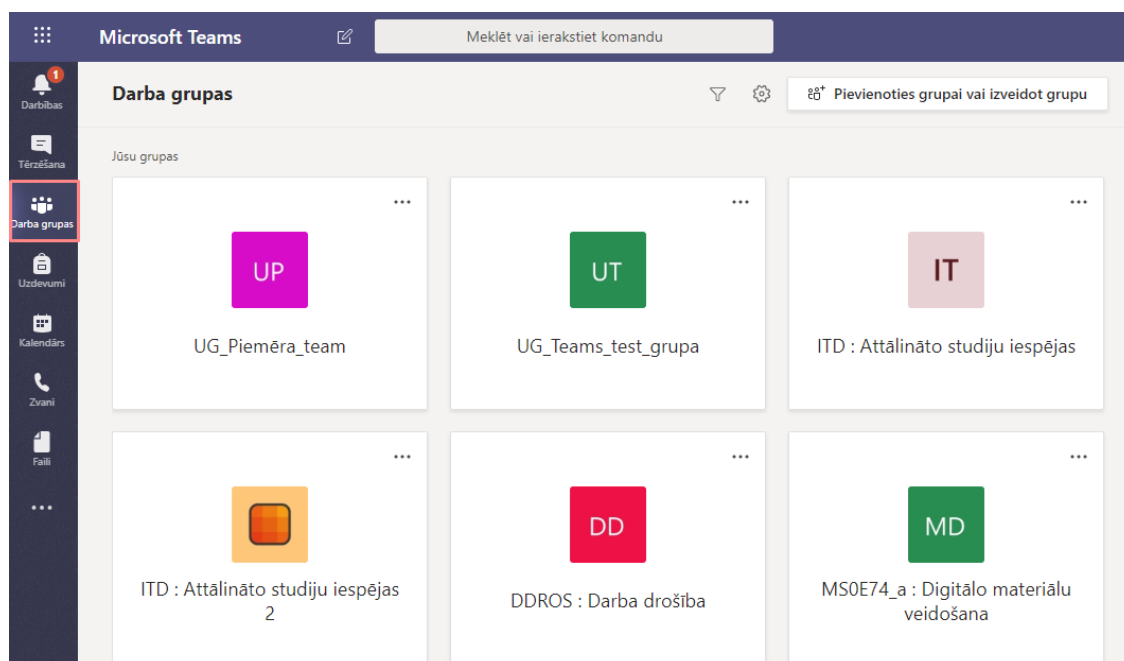 Microsoft Teams
Meklēt vai ierakstiet komandu
1
Darbības
Tērzēšana
Darba grupas
Uzdevumi
Kalendārs
Zvani
Faili
Darba grupas
Pievienoties grupai vai izveidot grupu
Jūsu grupas
UP
UG_Piemēra_team
UT
UG_Teams_test_grupa
IT
ITD : Attālināto studiju iespējas
ITD : Attālināto studiju iespējas
2
DD
DDROS : Darba drošība
MD
MS0E74_a : Digitālo materiālu
veidošana